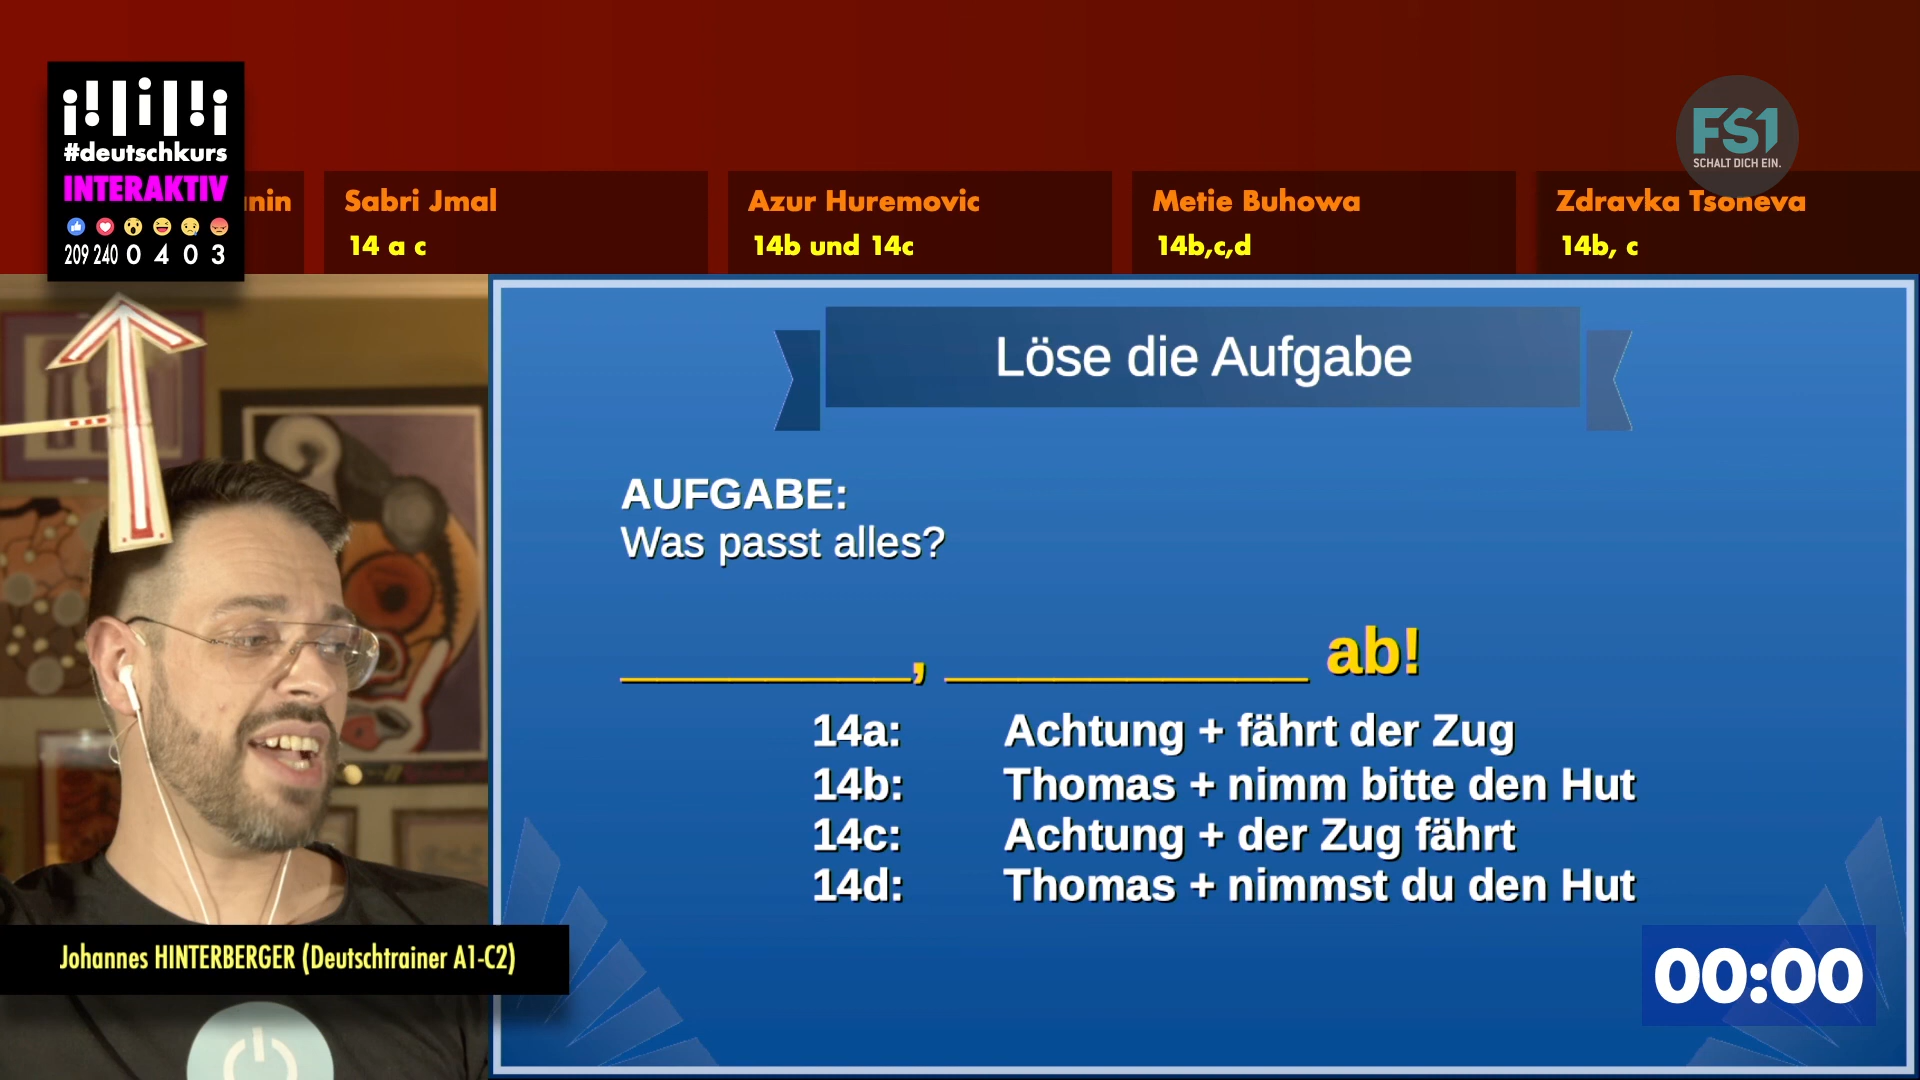 #deutschkurs
INTERAKTIV
209 240 0 4 0 3
nin
Sabri Jmal
14 a c
Azur Huremovic
14b und 14c
Metie Buhowa
14b,c,d
Zdravka Tsoneva
14b, c
FS1
SCHALT DICH EIN.
Löse die Aufgabe
AUFGABE:
Was passt alles?
________, __________ ab!
14a: Achtung + fährt der Zug
14b: Thomas + nimm bitte den Hut
14c: Achtung + der Zug fährt
14d: Thomas + nimmst du den Hut
Johannes HINTERBERGER (Deutschtrainer A1-C2)
00:00